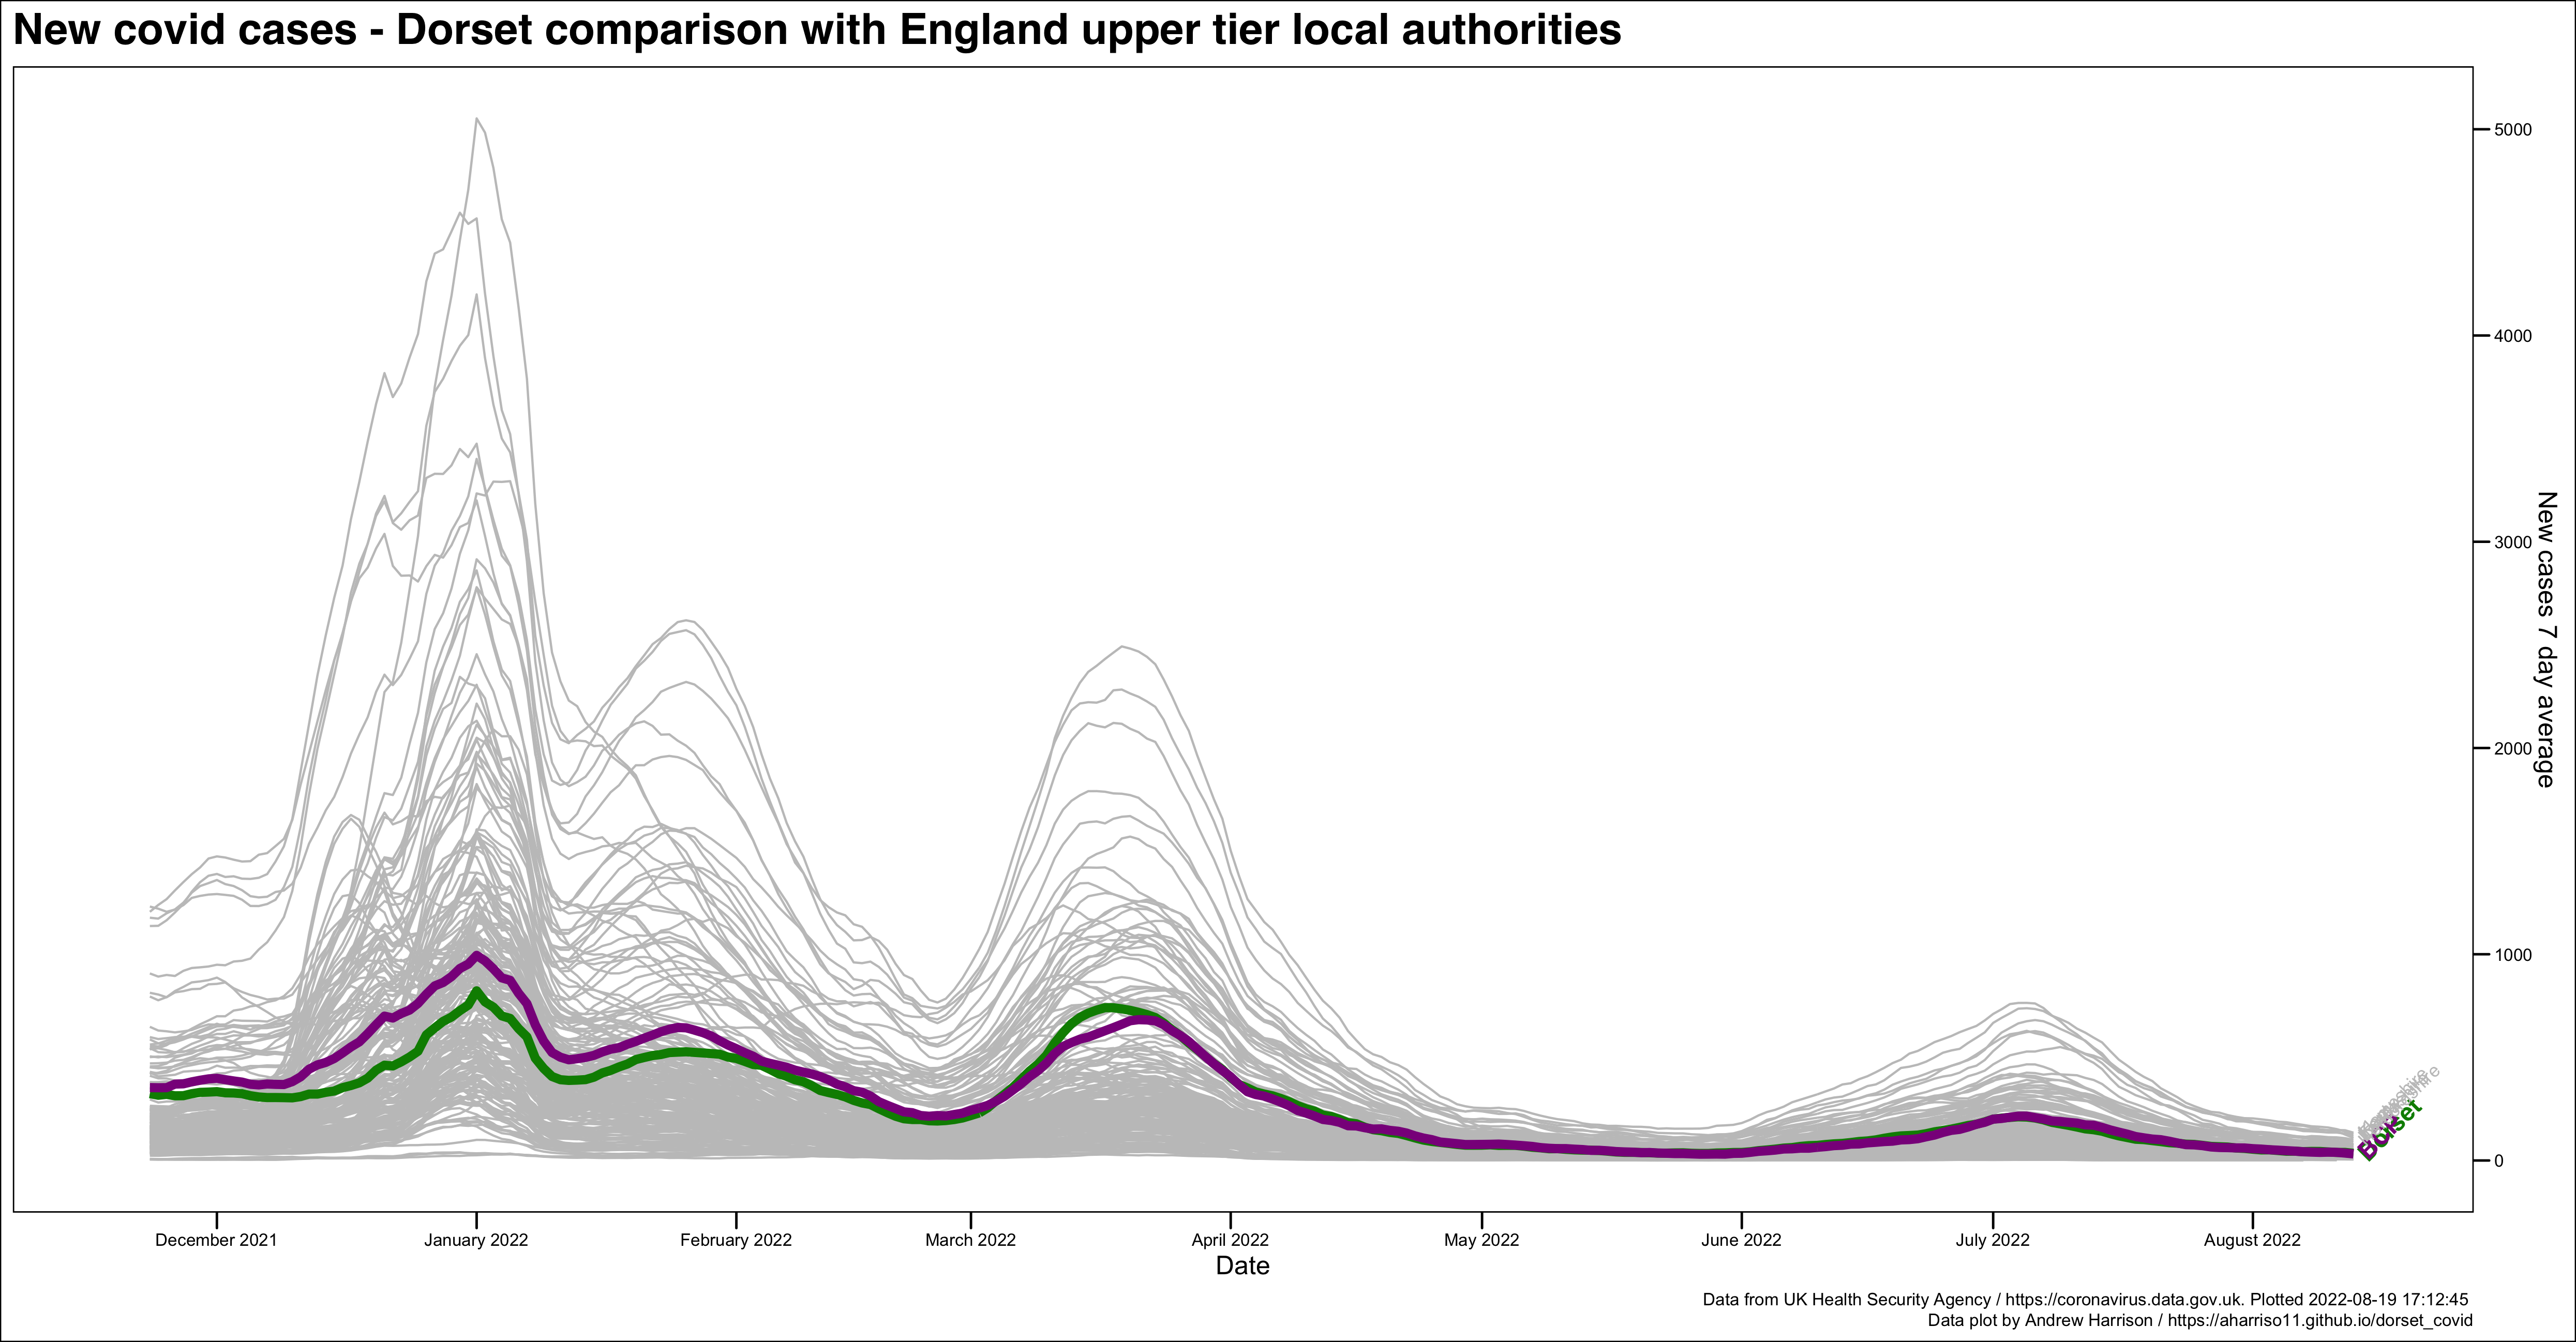 New covid cases - Dorset comparison with England upper tier local authorities
5000
4000
3000
2000
1000
0
New cases 7 day average
Dorset
December 2021
January 2022
February 2022
March 2022
April 2022
May 2022
June 2022
July 2022
August 2022
Date
Data from UK Health Security Agency / https://coronavirus.data.gov.uk. Plotted 2022-08-19 17:12:45
Data plot by Andrew Harrison / https://aharriso11.github.io/dorset_covid